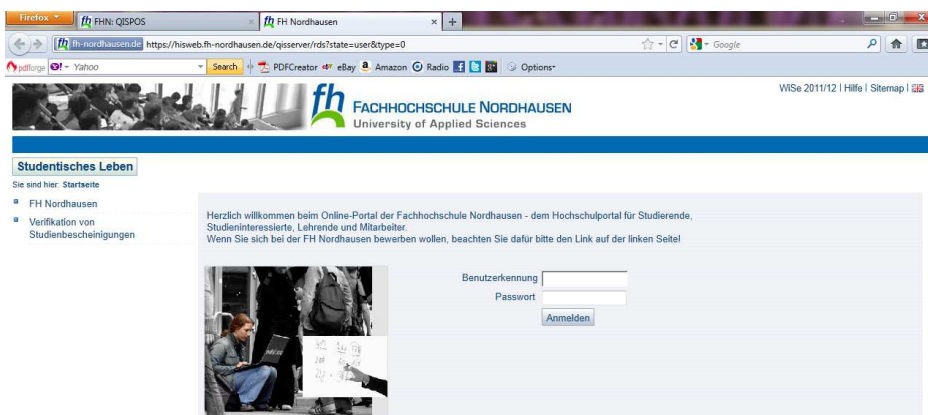 Firefox
FHN: QISPOS
FH Nordhausen
fh-nordhausen.de https://hisweb.fh-nordhausen.de/qisserver/rds?state=user&type=0
Google
pdfforge
Yahoo
Search
PDFCreator
eBay
Amazon
Radio
Options
WiSe 2011/12 | Hilfe | Sitemap |
fh FACHHOCHSCHULE NORDHAUSEN
University of Applied Sciences
Studentisches Leben
Sie sind hier: Startseite
FH Nordhausen
Verifikation von
Studienbescheinigungen
Herzlich willkommen beim Online-Portal der Fachhochschule Nordhausen - dem Hochschulportal für Studierende,
Studieninteressierte, Lehrende und Mitarbeiter.
Wenn Sie sich bei der FH Nordhausen bewerben wollen, beachten Sie dafür bitte den Link auf der linken Seite!
Benutzerkennung
Passwort
Anmelden